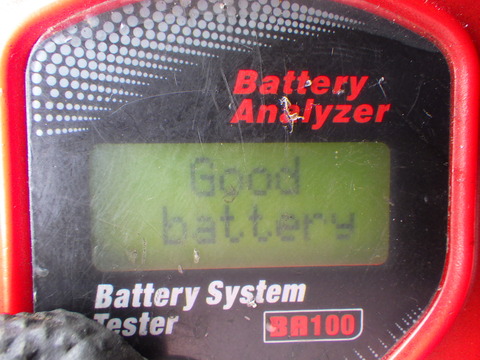 Battery
Analyzer
Good
battery
Battery System
Tester
BA100